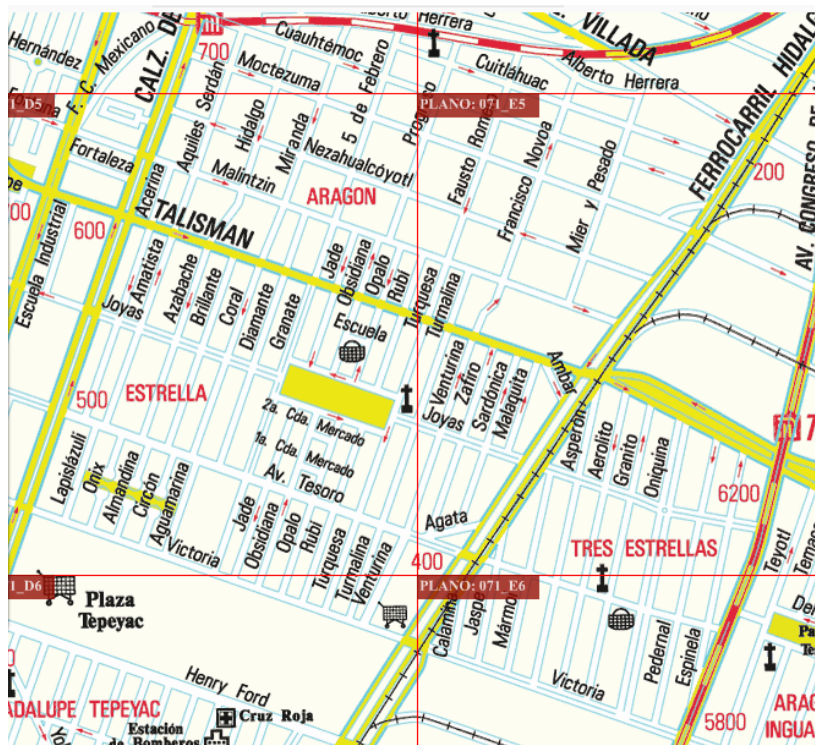 Herrera
VILLADA
Cuauhtémoc
Hernández
F. C. Mexicano
CALZ. DE
700
Moctezuma
5 de Febrero
Cuitláhuac
Alberto Herrera
FERROCARRIL HIDALGO
Aquiles Serdán
Hidalgo
Miranda
Progreso
PLANO: 071_E5
1_D5
AV. CONGRESO DE
Fortaleza
Nezahualcóyotl
Malintzin
Fausto Romero
Francisco Novoa
Mier y Pesado
200
Acerina
ARAGON
600
TALISMAN
Escuela Industrial
Joyas
Amatista
Azabache
Brillante
Coral
Diamante
Granate
Jade
Obsidiana
Opalo
Rubí
Turquesa
Turmalina
Escuela
Venturina
Zafiro
Sardónica
Malaquita
Ambar
ESTRELLA
500
2a. Cda. Mercado
1a. Cda. Mercado
Joyas
Av. Tesoro
Asperón
Aerolito
Granito
Oniquina
7
6200
Lapislázuli
Onix
Almandina
Circón
Aguamarina
Victoria
Jade
Obsidiana
Opalo
Rubí
Turquesa
Turmalina
Venturina
Agata
400
TRES ESTRELLAS
Teyotl
1_D6
PLANO: 071_E6
Plaza
Tepeyac
Calamina
Jaspe
Mármol
Pedernal
Espinela
Victoria
Henry Ford
ADALUPE TEPEYAC
Cruz Roja
Estación
de Bomberos
5800
ARAG
INGUA